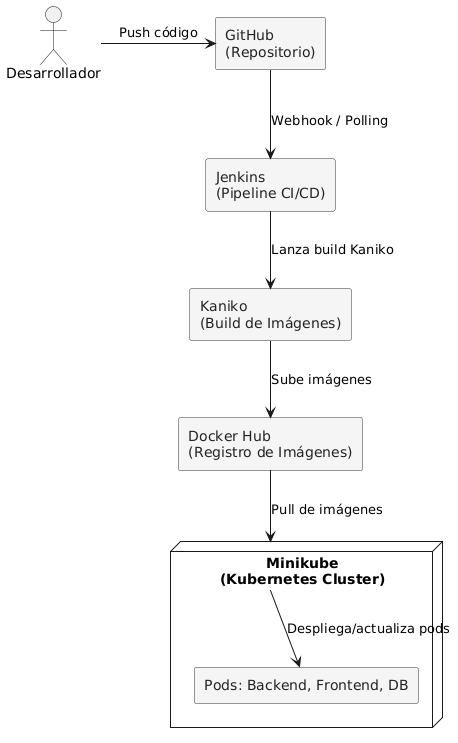 Push código
Desarrollador
GitHub
(Repositorio)
Webhook / Polling
Jenkins
(Pipeline CI/CD)
Lanza build Kaniko
Kaniko
(Build de Imágenes)
Sube imágenes
Docker Hub
(Registro de Imágenes)
Pull de imágenes
Minikube
(Kubernetes Cluster)
Despliega/actualiza pods
Pods: Backend, Frontend, DB